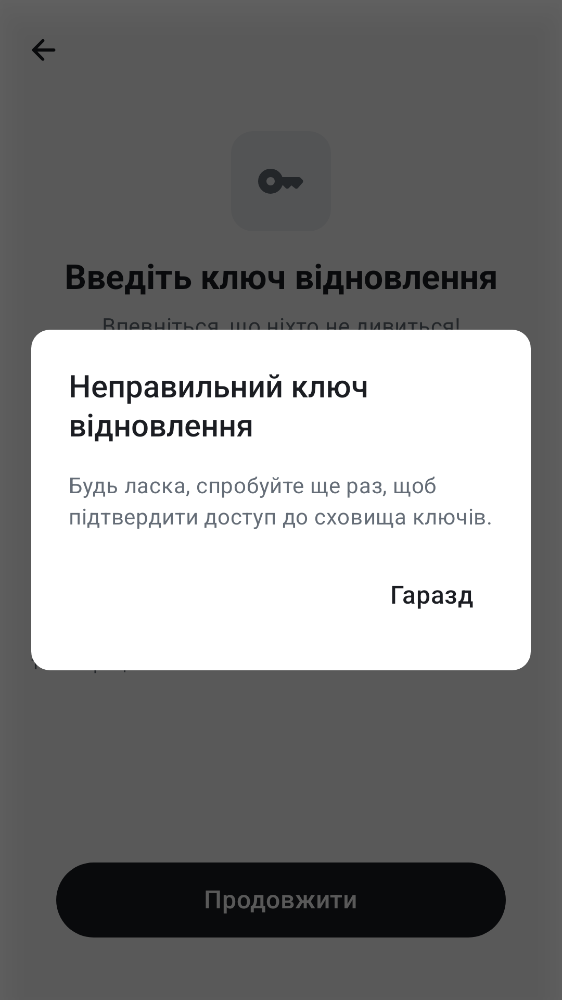 Введіть ключ відновлення
Впевніться, що ніхто не дивиться!
Неправильний ключ
відновлення
Будь ласка, спробуйте ще раз, щоб
підтвердити доступ до сховища ключів.
Гаразд
Продовжити